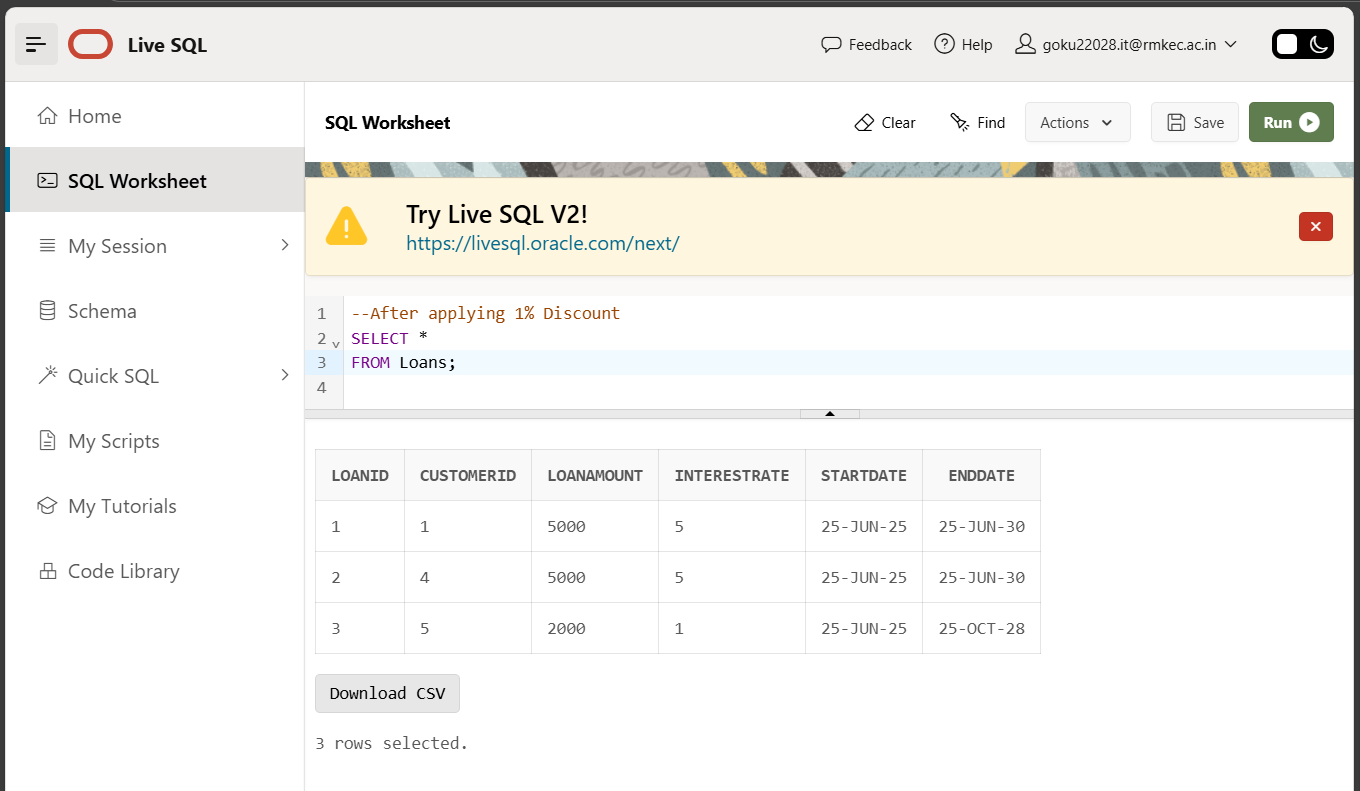 Live SQL
Feedback
Help
goku22028.it@rmkec.ac.in
Home
SQL Worksheet
My Session
Schema
Quick SQL
My Scripts
My Tutorials
Code Library
SQL Worksheet
Clear
Find
Actions
Save
Run
Try Live SQL V2!
https://livesql.oracle.com/next/
1 --After applying 1% Discount
2 SELECT *
3 FROM Loans;
4
LOANID CUSTOMERID LOANAMOUNT INTERESTRATE STARTDATE ENDDATE
1 1 5000 5 25-JUN-25 25-JUN-30
2 4 5000 5 25-JUN-25 25-JUN-30
3 5 2000 1 25-JUN-25 25-OCT-28
Download CSV
3 rows selected.